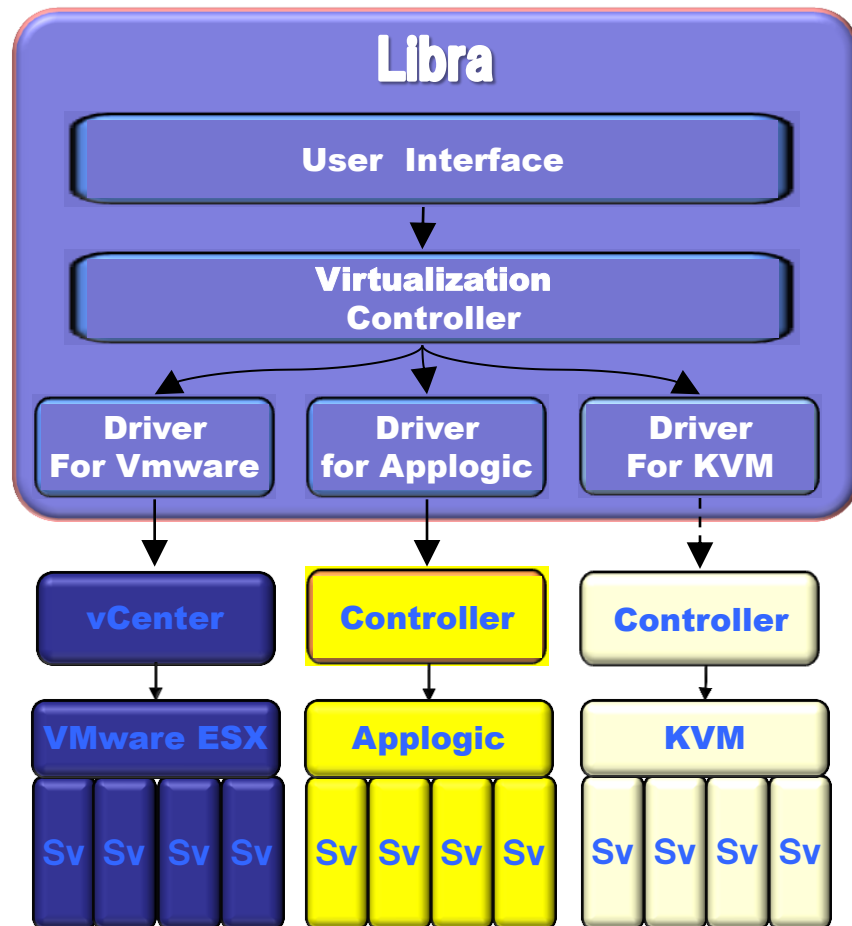 Libra
User Interface
Virtualization
Controller
Driver
For Vmware
Driver
for Applogic
Driver
For KVM
vCenter
Controller
Controller
VMware ESX
Applogic
KVM
Sv Sv Sv Sv
Sv Sv Sv Sv
Sv Sv Sv Sv